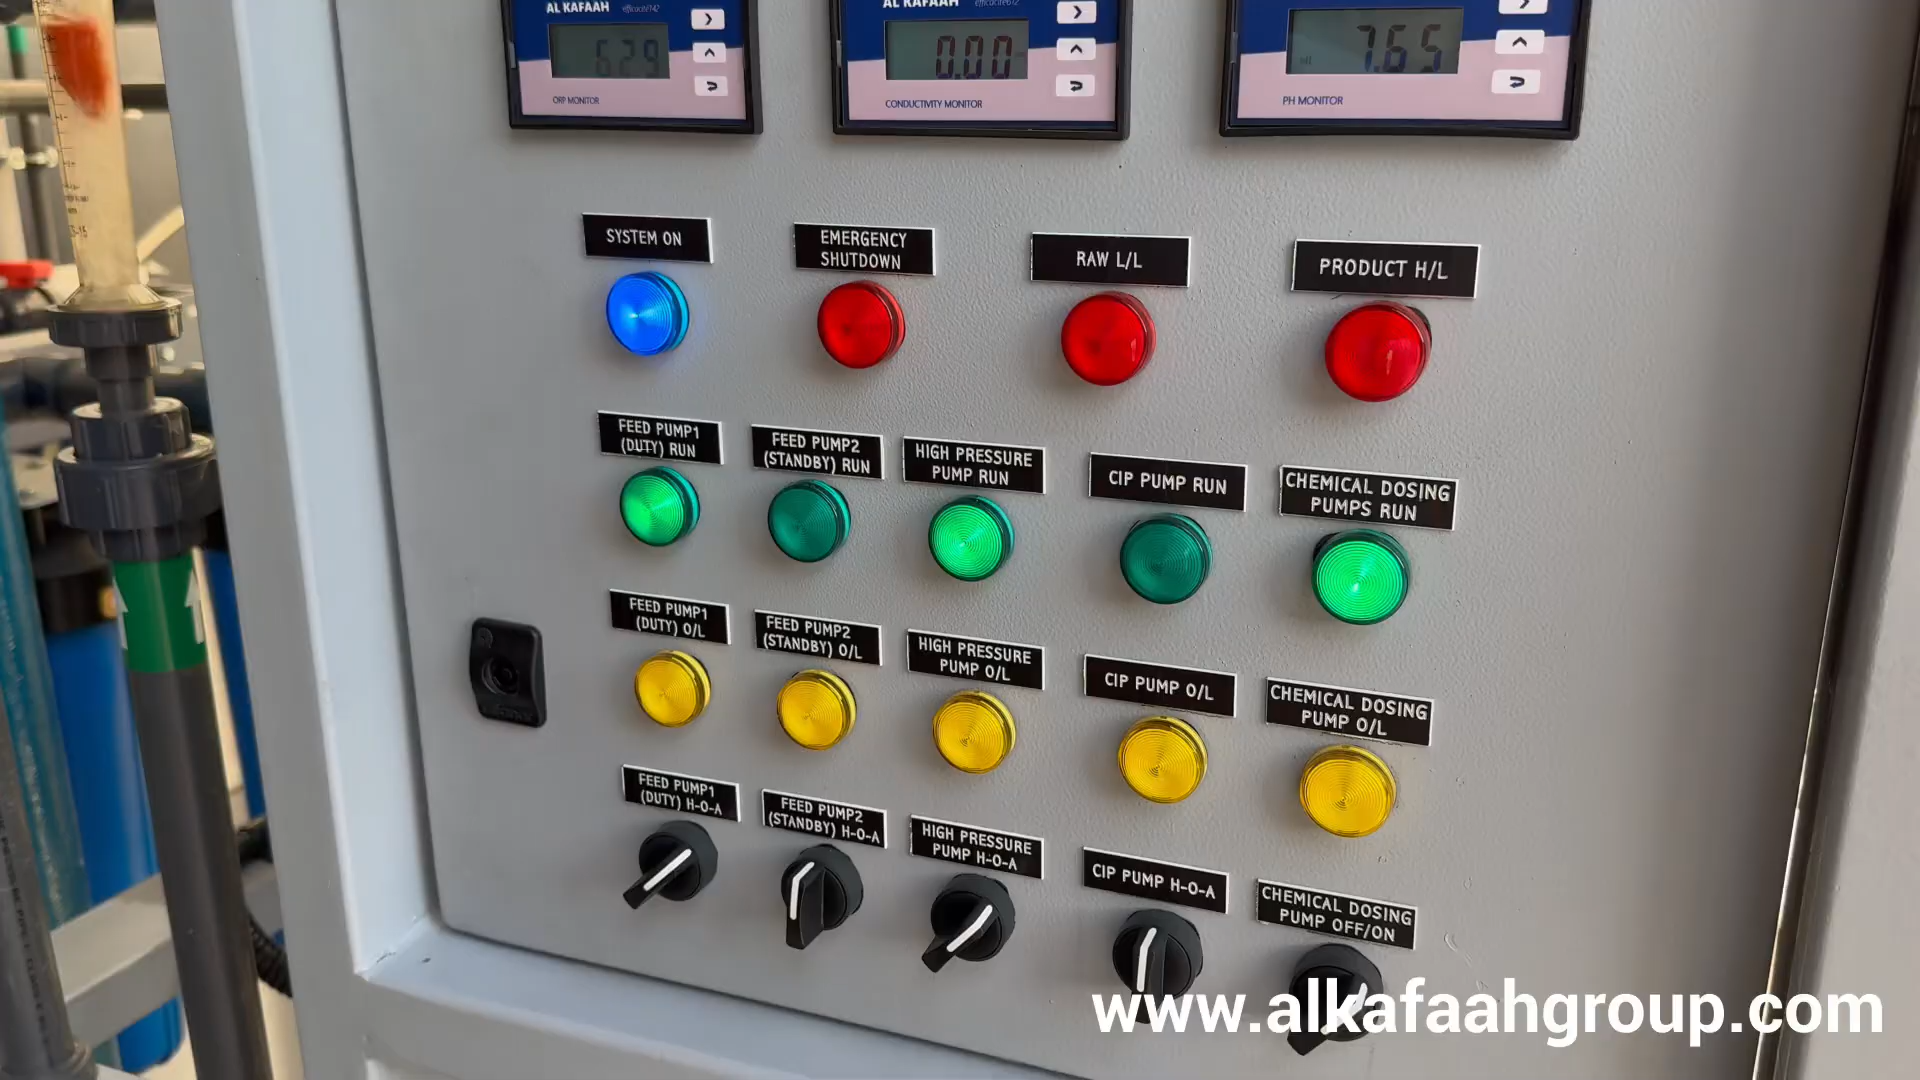 AL KAFAAH
629
ORP MONITOR
AL KAFAAH
0.00
CONDUCTIVITY MONITOR
7.65
PH MONITOR
SYSTEM ON
EMERGENCY
SHUTDOWN
RAW L/L
PRODUCT H/L
FEED PUMP1
(DUTY) RUN
FEED PUMP2
(STANDBY) RUN
HIGH PRESSURE
PUMP RUN
CIP PUMP RUN
CHEMICAL DOSING
PUMPS RUN
FEED PUMP1
(DUTY) O/L
FEED PUMP2
(STANDBY) O/L
HIGH PRESSURE
PUMP O/L
CIP PUMP O/L
CHEMICAL DOSING
PUMP O/L
FEED PUMP1
(DUTY) H-O-A
FEED PUMP2
(STANDBY) H-O-A
HIGH PRESSURE
PUMP H-O-A
CIP PUMP H-O-A
CHEMICAL DOSING
PUMP OFF/ON
www.alkafaahgroup.com